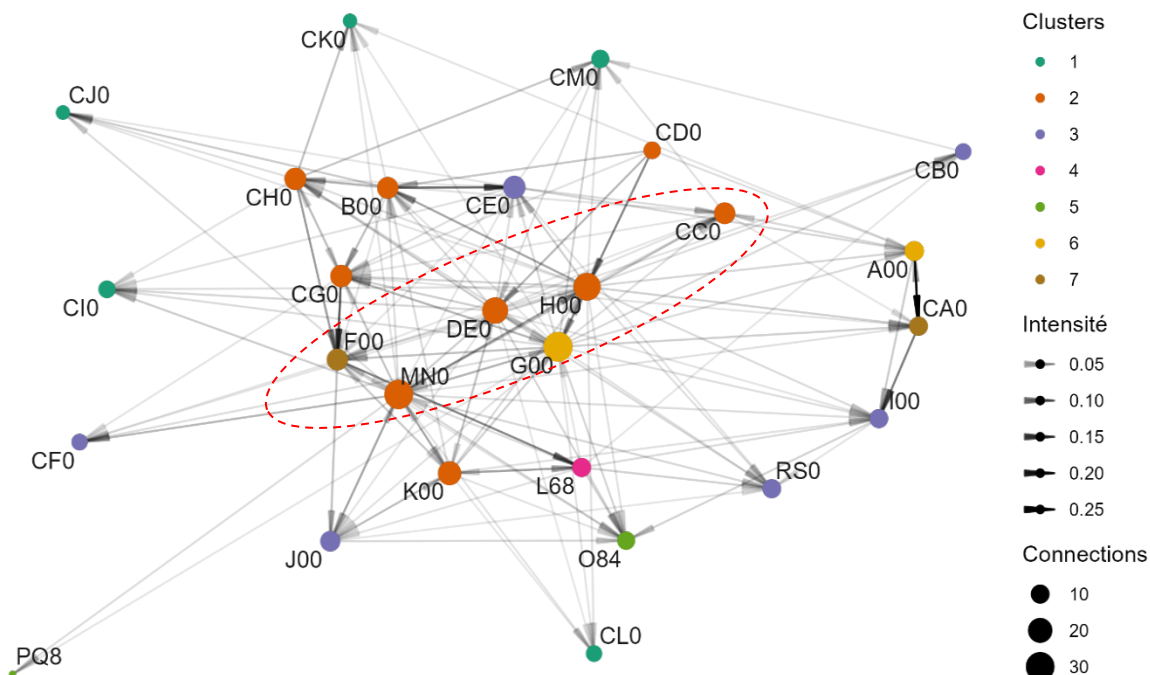 CK0
CM0
CJ0
CD0
CB0
CH0
B00
CE0
CC0
A00
CG0
H00
CI0
DE0
CA0
F00
G00
MN0
I00
CF0
RS0
K00
L68
J00
O84
CL0
PQ8
Clusters
1
2
3
4
5
6
7
Intensité
0.05
0.10
0.15
0.20
0.25
Connections
10
20
30